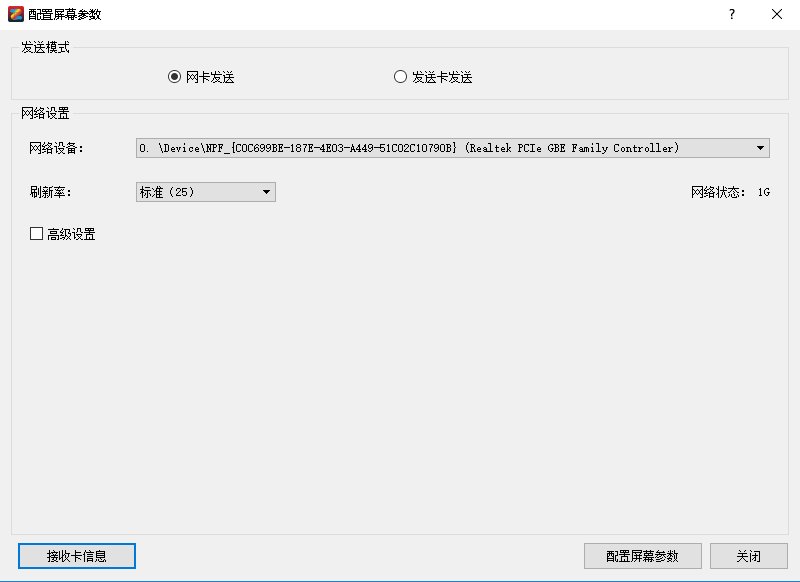 配置屏幕参数
?
发送模式
网卡发送
发送卡发送
网络设置
网络设备：
0. \Device\NPF_{C0C699BE-187E-4E03-A449-51C02C10790B} (Realtek PCIe GBE Family Controller)
刷新率：
标准（25）
网络状态： 1G
高级设置
接收卡信息
配置屏幕参数
关闭